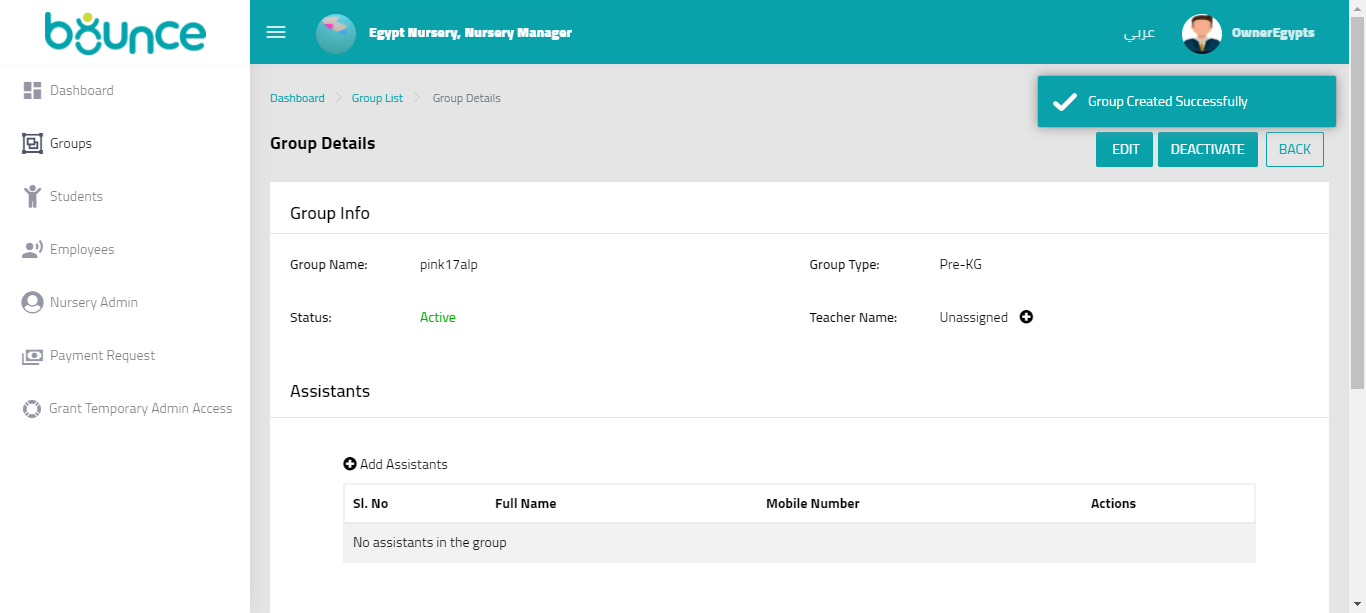 bounce
Egypt Nursery, Nursery Manager
عربي
OwnerEgypts
Dashboard
Groups
Students
Employees
Nursery Admin
Payment Request
Grant Temporary Admin Access
Dashboard Group List Group Details
Group Created Successfully
Group Details
EDIT DEACTIVATE BACK
Group Info
Group Name: pink17alp Group Type: Pre-KG
Status: Active Teacher Name: Unassigned
Assistants
Add Assistants
Sl. No Full Name Mobile Number Actions
No assistants in the group